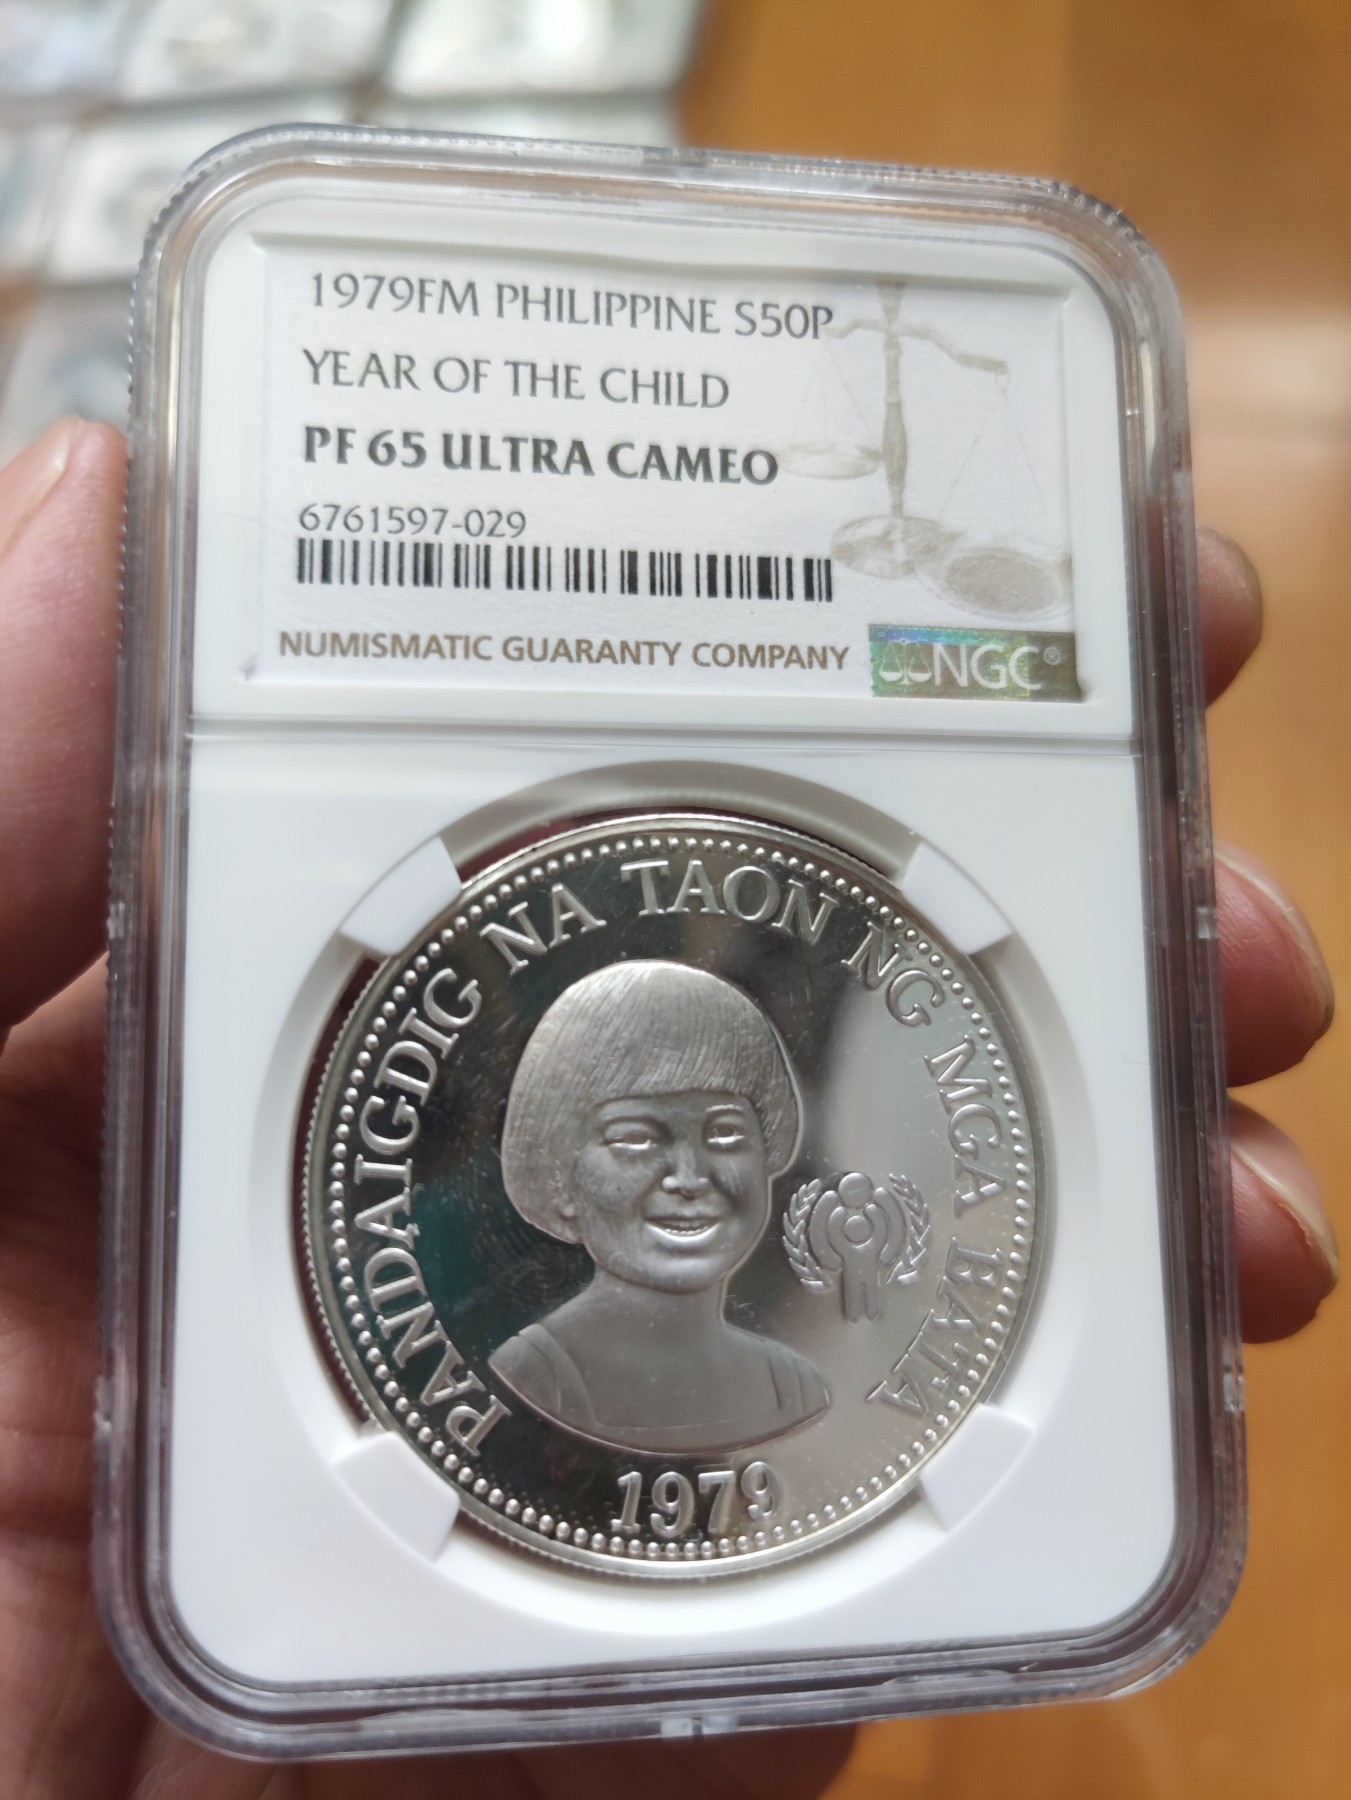 1979FM PHILIPPINE S50P
YEAR OF THE CHILD
PF 65 ULTRA CAMEO
6761597-029
NUMISMATIC GUARANTY COMPANY
NGC®
PANDAIGDIG NA TAON NG MGA BATA
1979